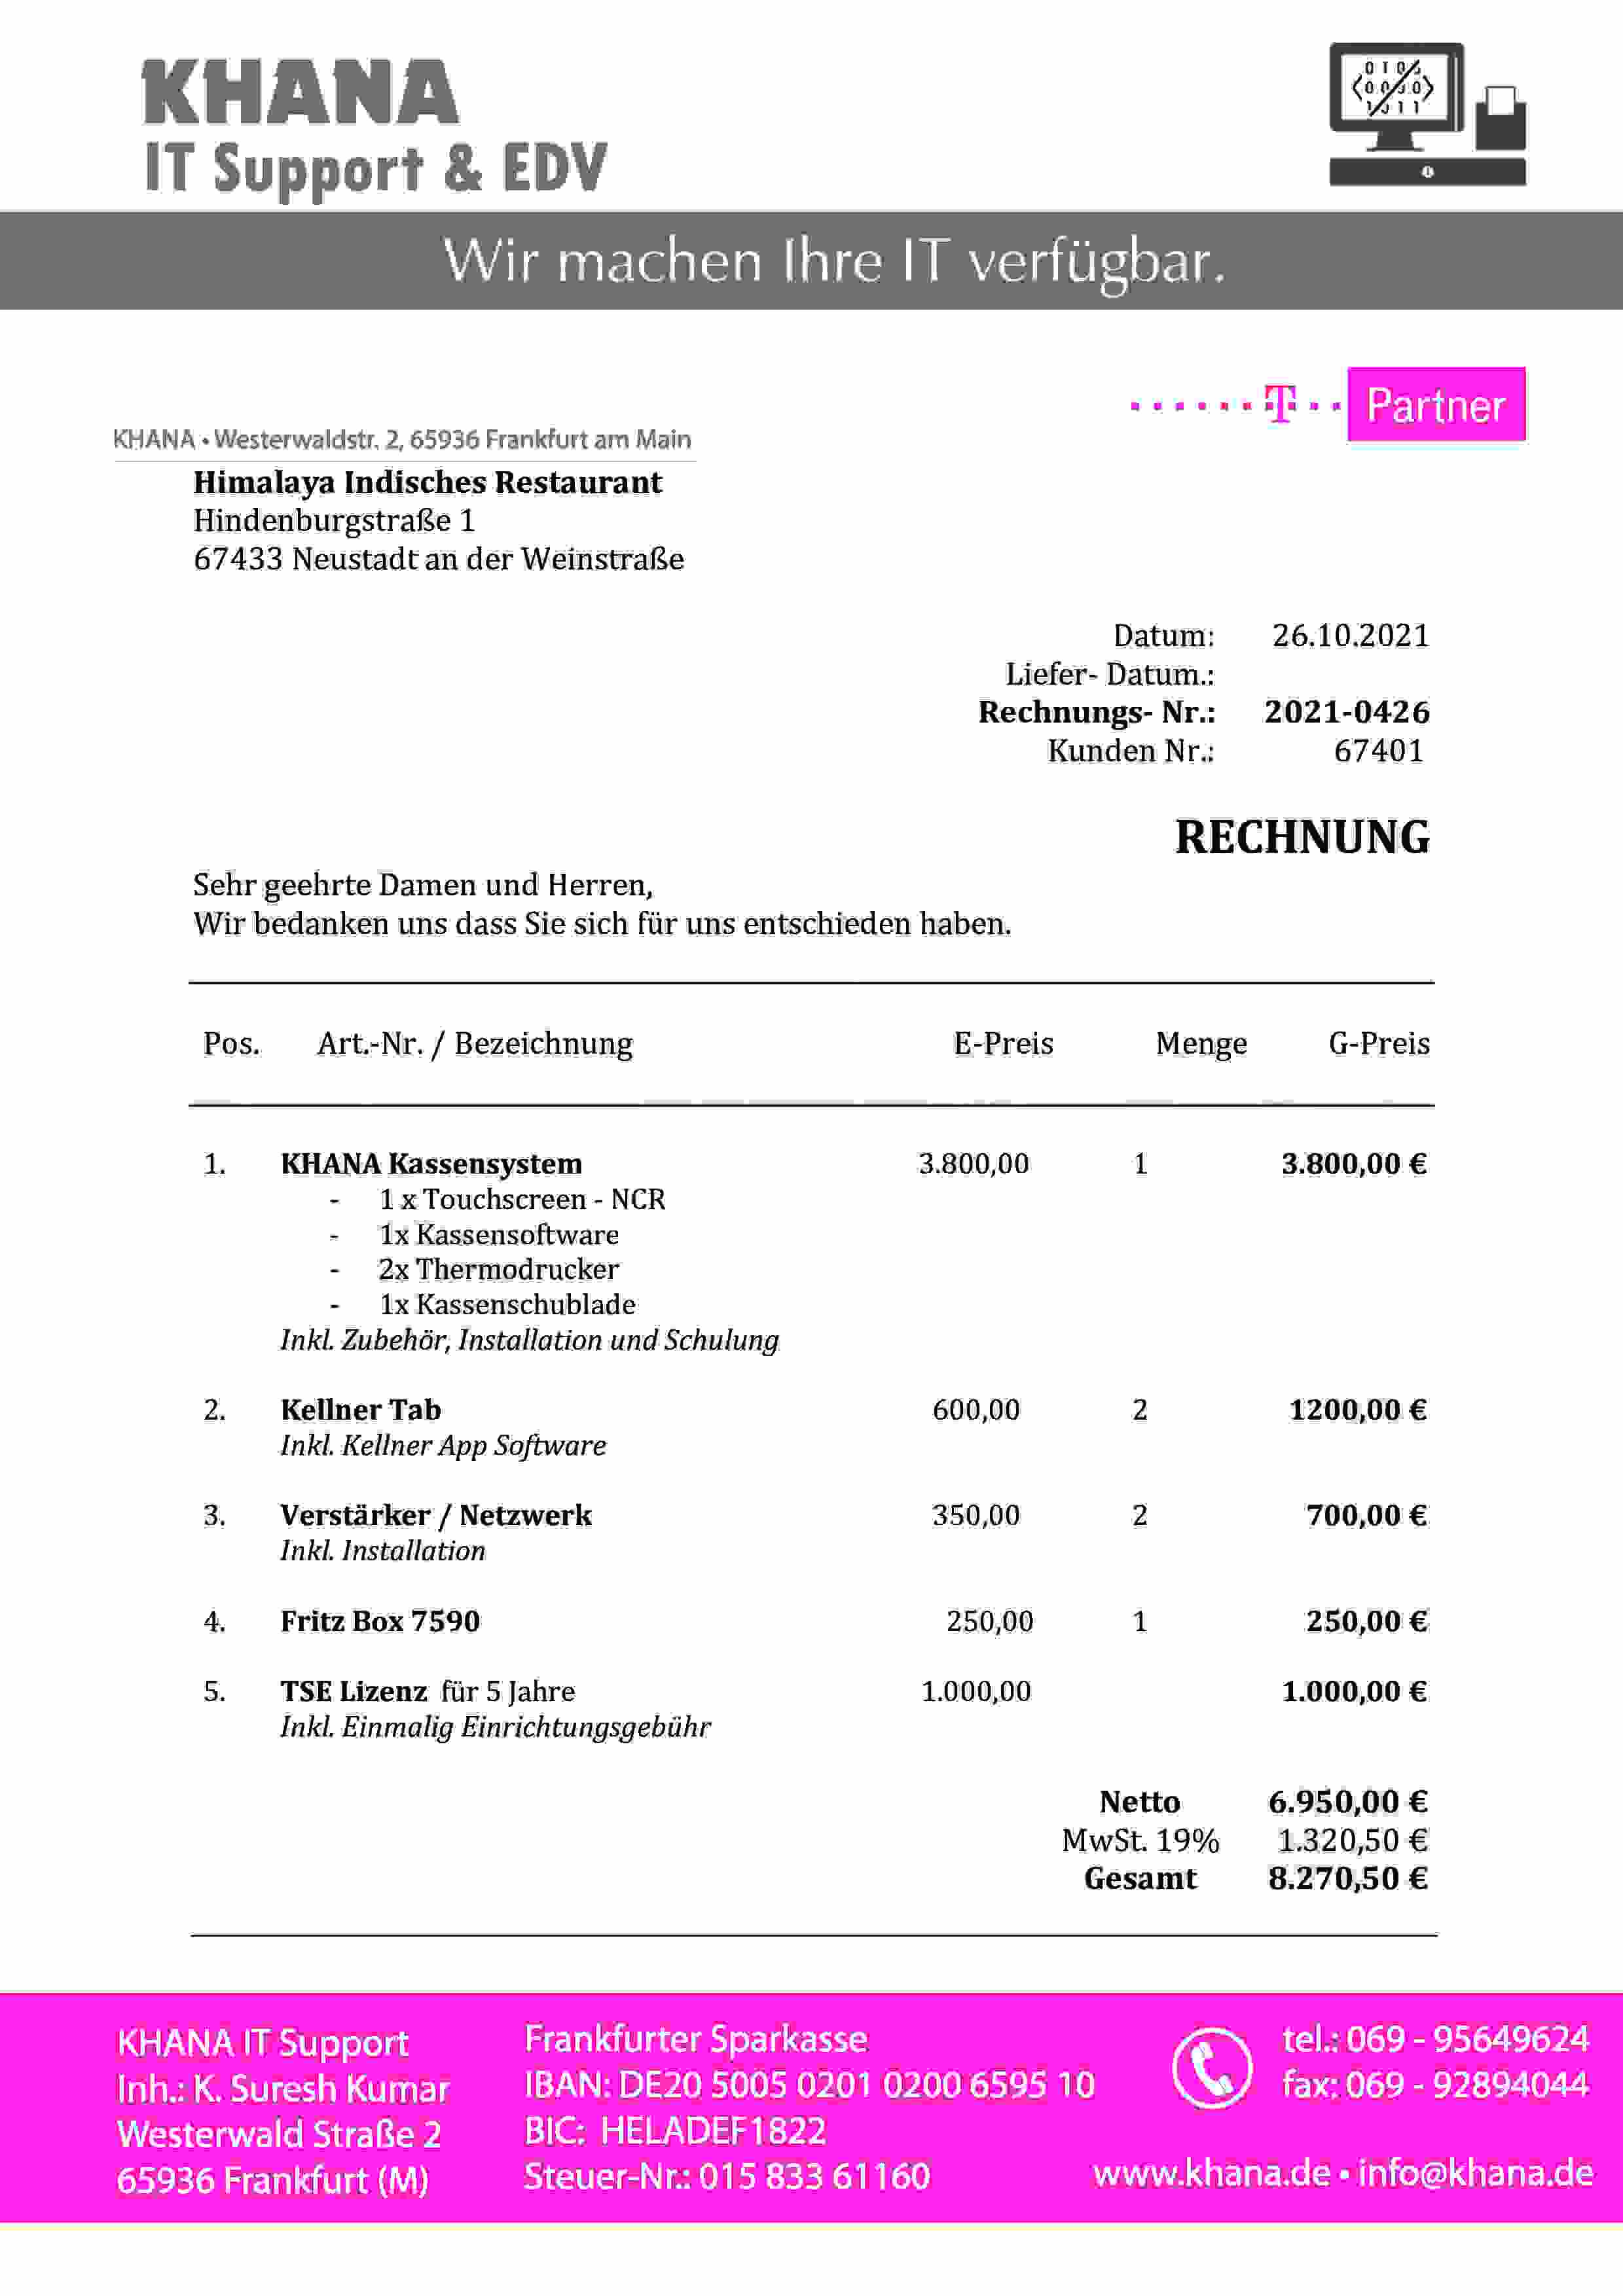 KHANA
IT Support & EDV
Wir machen Ihre IT verfügbar.
T Partner
KHANA • Westerwaldstr. 2, 65936 Frankfurt am Main
Himalaya Indisches Restaurant
Hindenburgstraße 1
67433 Neustadt an der Weinstraße
Datum: 26.10.2021
Liefer- Datum.:
Rechnungs- Nr.: 2021-0426
Kunden Nr.: 67401
RECHNUNG
Sehr geehrte Damen und Herren,
Wir bedanken uns dass Sie sich für uns entschieden haben.
Pos. Art.-Nr. / Bezeichnung E-Preis Menge G-Preis
1. KHANA Kassensystem 3.800,00 1 3.800,00 €
- 1 x Touchscreen - NCR
- 1x Kassensoftware
- 2x Thermodrucker
- 1x Kassenschublade
Inkl. Zubehör, Installation und Schulung
2. Kellner Tab 600,00 2 1200,00 €
Inkl. Kellner App Software
3. Verstärker / Netzwerk 350,00 2 700,00 €
Inkl. Installation
4. Fritz Box 7590 250,00 1 250,00 €
5. TSE Lizenz für 5 Jahre 1.000,00 1.000,00 €
Inkl. Einmalig Einrichtungsgebühr
Netto 6.950,00 €
MwSt. 19% 1.320,50 €
Gesamt 8.270,50 €
KHANA IT Support
Inh.: K. Suresh Kumar
Westerwald Straße 2
65936 Frankfurt (M)
Frankfurter Sparkasse
IBAN: DE20 5005 0201 0200 6595 10
BIC: HELADEF1822
Steuer-Nr.: 015 833 61160
tel.: 069 - 95649624
fax: 069 - 92894044
www.khana.de • info@khana.de